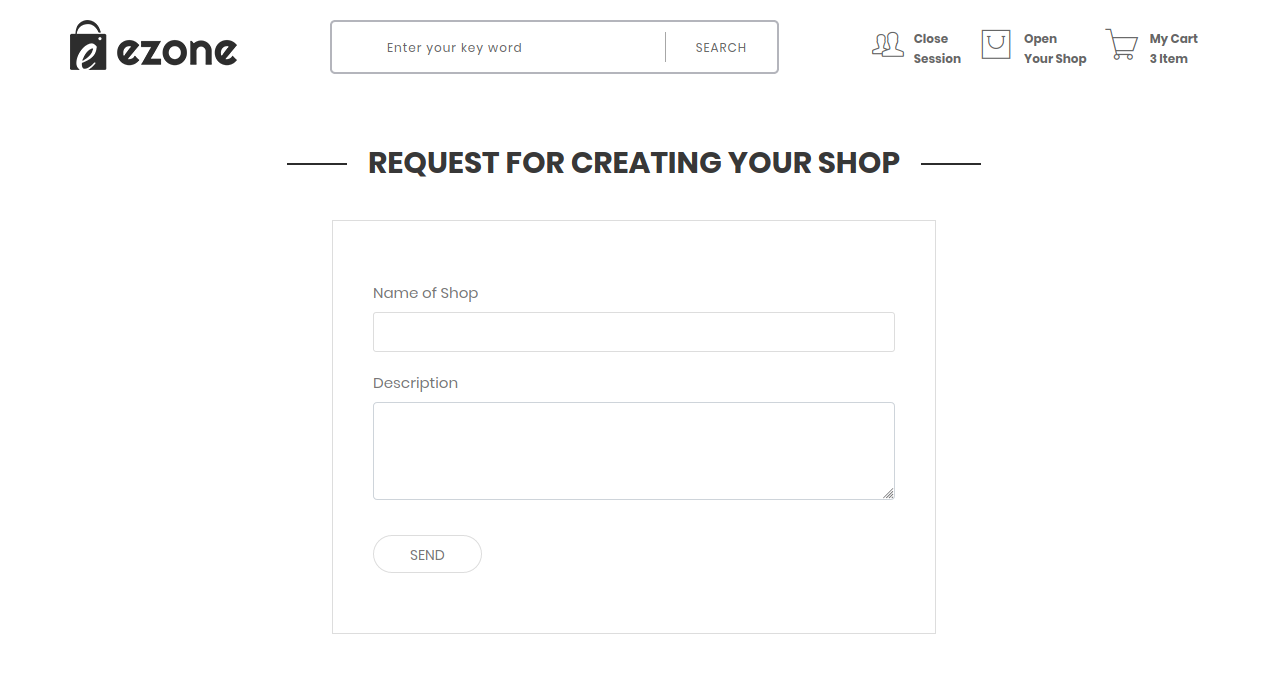 ezone
Enter your key word
SEARCH
Close
Session
Open
Your Shop
My Cart
3 Item
REQUEST FOR CREATING YOUR SHOP
Name of Shop
Description
SEND